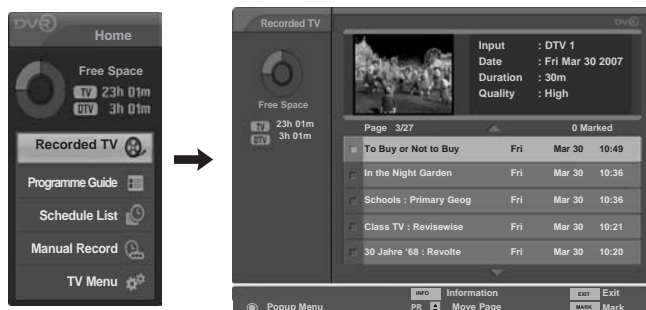 DVR
Home
Free Space
TV 23h 01m
DTV 3h 01m
Recorded TV
Programme Guide
Schedule List
Manual Record
TV Menu
Recorded TV
DVR
Free Space
TV 23h 01m
DTV 3h 01m
Input : DTV 1
Date : Fri Mar 30 2007
Duration : 30m
Quality : High
Page 3/27 0 Marked
To Buy or Not to Buy Fri Mar 30 10:49
In the Night Garden Fri Mar 30 10:36
Schools : Primary Geog Fri Mar 30 10:36
Class TV : Revisewise Fri Mar 30 10:21
30 Jahre ‘68 : Revolte Fri Mar 30 10:20
INFO Information EXIT Exit
Popup Menu PR Move Page MARK Mark